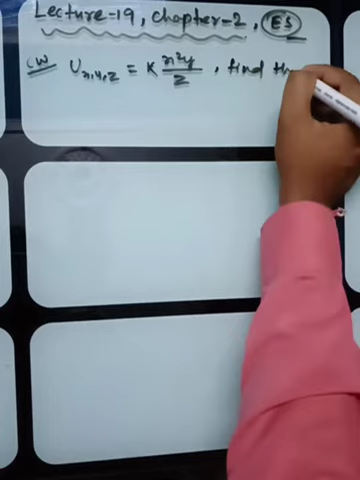 Lecture-19, chapter-2, ES
CW U x,y,z = K x²y / z , find th